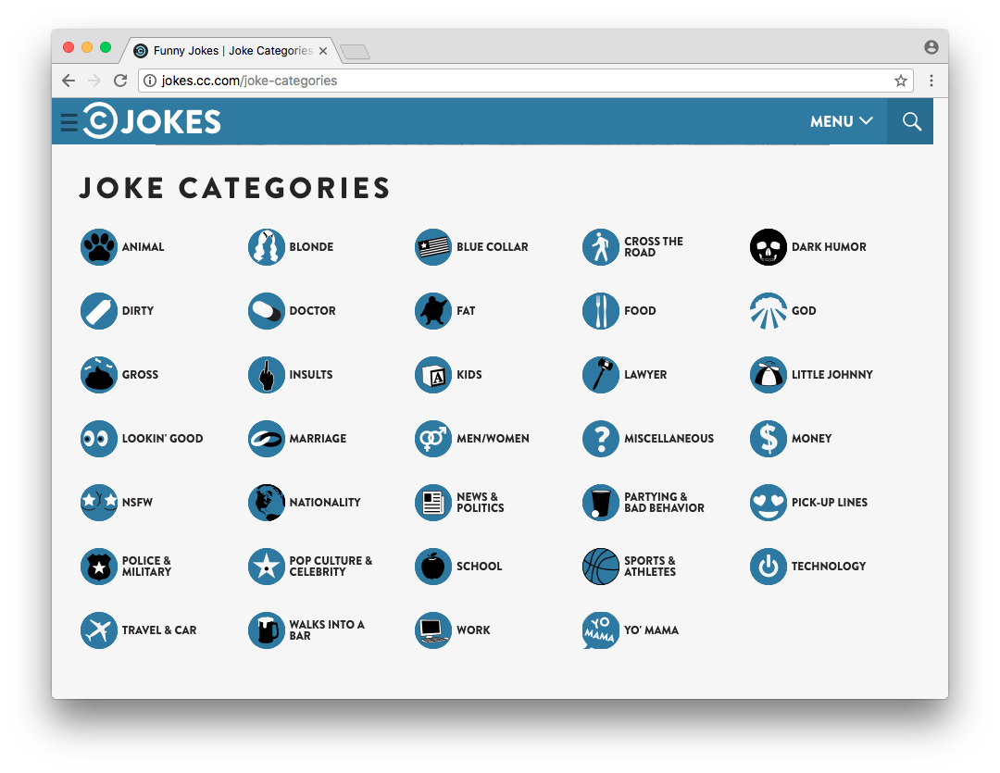 Funny Jokes | Joke Categories
jokes.cc.com/joke-categories
JOKES
MENU
JOKE CATEGORIES
ANIMAL
BLONDE
BLUE COLLAR
CROSS THE
ROAD
DARK HUMOR
DIRTY
DOCTOR
FAT
FOOD
GOD
GROSS
INSULTS
A
KIDS
LAWYER
LITTLE JOHNNY
LOOKIN' GOOD
MARRIAGE
MEN/WOMEN
?
MISCELLANEOUS
$
MONEY
NSFW
NATIONALITY
NEWS &
POLITICS
PARTYING &
BAD BEHAVIOR
PICK-UP LINES
POLICE &
MILITARY
POP CULTURE &
CELEBRITY
SCHOOL
SPORTS &
ATHLETES
TECHNOLOGY
TRAVEL & CAR
WALKS INTO A
BAR
WORK
YO
MAMA
YO' MAMA